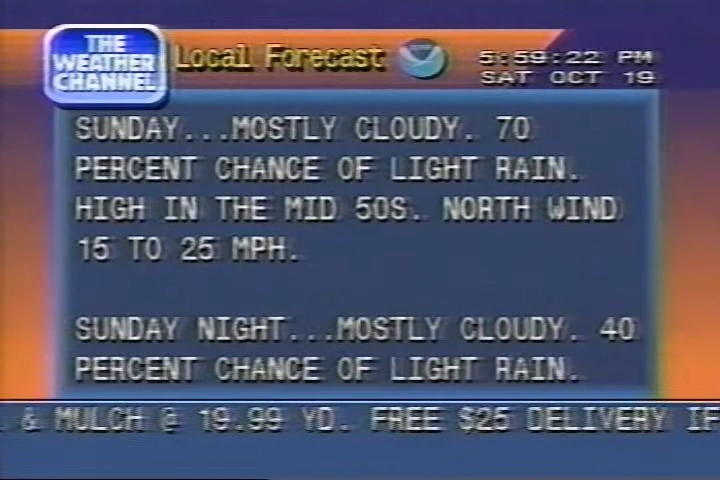 THE
WEATHER
CHANNEL
Local Forecast
5:59:22 PM
SAT OCT 19
SUNDAY...MOSTLY CLOUDY. 70
PERCENT CHANCE OF LIGHT RAIN.
HIGH IN THE MID 50S. NORTH WIND
15 TO 25 MPH.
SUNDAY NIGHT...MOSTLY CLOUDY. 40
PERCENT CHANCE OF LIGHT RAIN.
. & MULCH @ 19.99 YD. FREE $25 DELIVERY IF